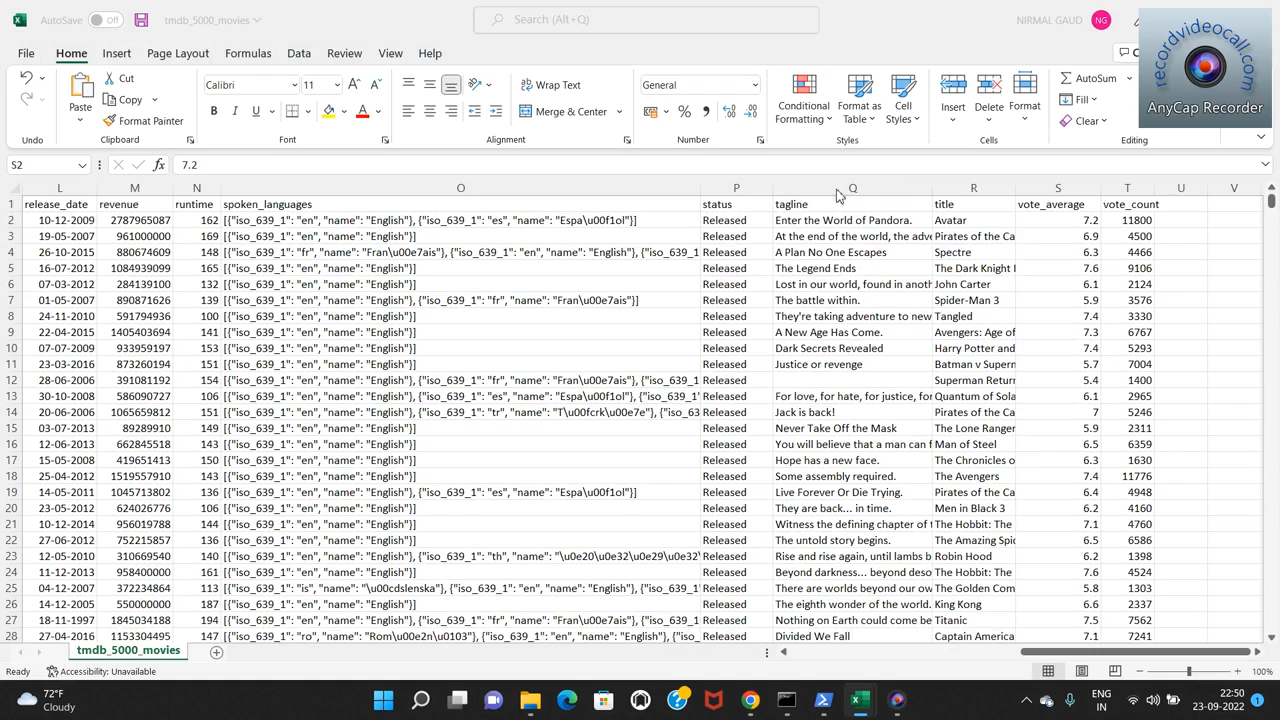 AutoSave Off tmdb_5000_movies Search (Alt+Q) NIRMAL GAUD NG
File Home Insert Page Layout Formulas Data Review View Help
recordvideocall.com
AnyCap Recorder
Paste Cut Copy Format Painter
Calibri 11 B I U A
Wrap Text Merge & Center
General %
Conditional Formatting Format as Table Cell Styles
Insert Delete Format
AutoSum Fill Clear
Undo Clipboard Font Alignment Number Styles Cells Editing
S2 fx 7.2
L M N O P Q R S T U V
1 release_date revenue runtime spoken_languages status tagline title vote_average vote_count
2 10-12-2009 2787965087 162 [{"iso_639_1": "en", "name": "English"}, {"iso_639_1": "es", "name": "Espa\u00f1ol"}] Released Enter the World of Pandora. Avatar 7.2 11800
3 19-05-2007 961000000 169 [{"iso_639_1": "en", "name": "English"}] Released At the end of the world, the adve Pirates of the Ca 6.9 4500
4 26-10-2015 880674609 148 [{"iso_639_1": "fr", "name": "Fran\u00e7ais"}, {"iso_639_1": "en", "name": "English"}, {"iso_639_1 Released A Plan No One Escapes Spectre 6.3 4466
5 16-07-2012 1084939099 165 [{"iso_639_1": "en", "name": "English"}] Released The Legend Ends The Dark Knight 7.6 9106
6 07-03-2012 284139100 132 [{"iso_639_1": "en", "name": "English"}] Released Lost in our world, found in anoth John Carter 6.1 2124
7 01-05-2007 890871626 139 [{"iso_639_1": "en", "name": "English"}, {"iso_639_1": "fr", "name": "Fran\u00e7ais"}] Released The battle within. Spider-Man 3 5.9 3576
8 24-11-2010 591794936 100 [{"iso_639_1": "en", "name": "English"}] Released They're taking adventure to new Tangled 7.4 3330
9 22-04-2015 1405403694 141 [{"iso_639_1": "en", "name": "English"}] Released A New Age Has Come. Avengers: Age of 7.3 6767
10 07-07-2009 933959197 153 [{"iso_639_1": "en", "name": "English"}] Released Dark Secrets Revealed Harry Potter and 7.4 5293
11 23-03-2016 873260194 151 [{"iso_639_1": "en", "name": "English"}] Released Justice or revenge Batman v Supern 5.7 7004
12 28-06-2006 391081192 154 [{"iso_639_1": "en", "name": "English"}, {"iso_639_1": "fr", "name": "Fran\u00e7ais"}, {"iso_639_1 Released Superman Return 5.4 1400
13 30-10-2008 586090727 106 [{"iso_639_1": "en", "name": "English"}, {"iso_639_1": "es", "name": "Espa\u00f1ol"}, {"iso_639_1 Released For love, for hate, for justice, for Quantum of Sola 6.1 2965
14 20-06-2006 1065659812 151 [{"iso_639_1": "en", "name": "English"}, {"iso_639_1": "tr", "name": "T\u00fcrk\u00e7e"}, {"iso_63 Released Jack is back! Pirates of the Ca 7 5246
15 03-07-2013 89289910 149 [{"iso_639_1": "en", "name": "English"}] Released Never Take Off the Mask The Lone Ranger 5.9 2311
16 12-06-2013 662845518 143 [{"iso_639_1": "en", "name": "English"}] Released You will believe that a man can f Man of Steel 6.5 6359
17 15-05-2008 419651413 150 [{"iso_639_1": "en", "name": "English"}] Released Hope has a new face. The Chronicles o 6.3 1630
18 25-04-2012 1519557910 143 [{"iso_639_1": "en", "name": "English"}] Released Some assembly required. The Avengers 7.4 11776
19 14-05-2011 1045713802 136 [{"iso_639_1": "en", "name": "English"}, {"iso_639_1": "es", "name": "Espa\u00f1ol"}] Released Live Forever Or Die Trying. Pirates of the Ca 6.4 4948
20 23-05-2012 624026776 106 [{"iso_639_1": "en", "name": "English"}] Released They are back... in time. Men in Black 3 6.2 4160
21 10-12-2014 956019788 144 [{"iso_639_1": "en", "name": "English"}] Released Witness the defining chapter of t The Hobbit: The 7.1 4760
22 27-06-2012 752215857 136 [{"iso_639_1": "en", "name": "English"}] Released The untold story begins. The Amazing Spid 6.5 6586
23 12-05-2010 310669540 140 [{"iso_639_1": "en", "name": "English"}, {"iso_639_1": "th", "name": "\u0e20\u0e32\u0e29\u0e32\ Released Rise and rise again, until lambs b Robin Hood 6.2 1398
24 11-12-2013 958400000 161 [{"iso_639_1": "en", "name": "English"}] Released Beyond darkness... beyond deso The Hobbit: The 7.6 4524
25 04-12-2007 372234864 113 [{"iso_639_1": "is", "name": "\u00cdslenska"}, {"iso_639_1": "en", "name": "English"}, {"iso_639_1 Released There are worlds beyond our ow The Golden Com 5.8 1303
26 14-12-2005 550000000 187 [{"iso_639_1": "en", "name": "English"}] Released The eighth wonder of the world. King Kong 6.6 2337
27 18-11-1997 1845034188 194 [{"iso_639_1": "en", "name": "English"}, Released Nothing on Earth could come be Titanic 7.5 7562
28 27-04-2016 1153304495 147 [{"iso_639_1": "ro", "name": "Rom\u00e2n\u0103"}, {"iso_639_1": "en", "name": "English"}, {"iso_63 Released Divided We Fall Captain America 7.1 7241
tmdb_5000_movies
Ready Accessibility: Unavailable 100%
72°F
Cloudy
ENG
IN
22:50
23-09-2022